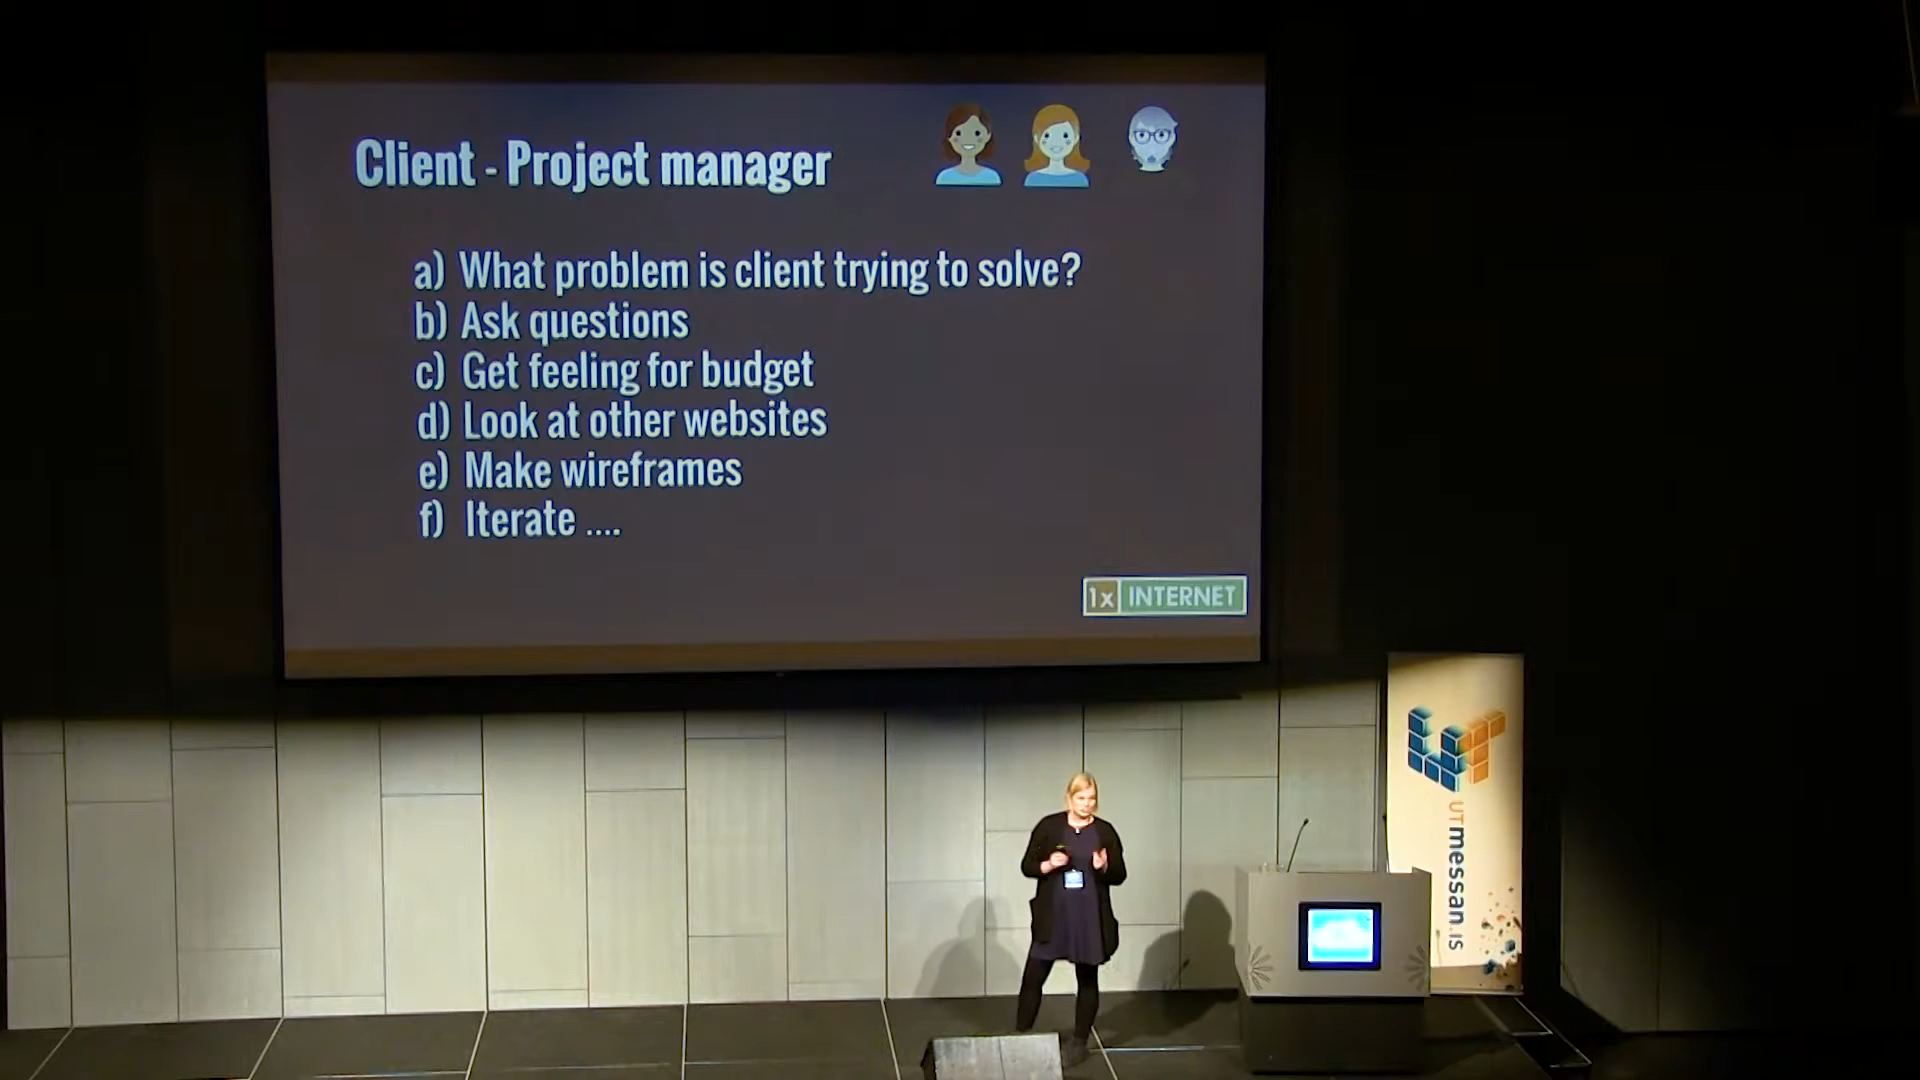 Client - Project manager
a) What problem is client trying to solve?
b) Ask questions
c) Get feeling for budget
d) Look at other websites
e) Make wireframes
f) Iterate ....
1x INTERNET
UT
UTmessan.is